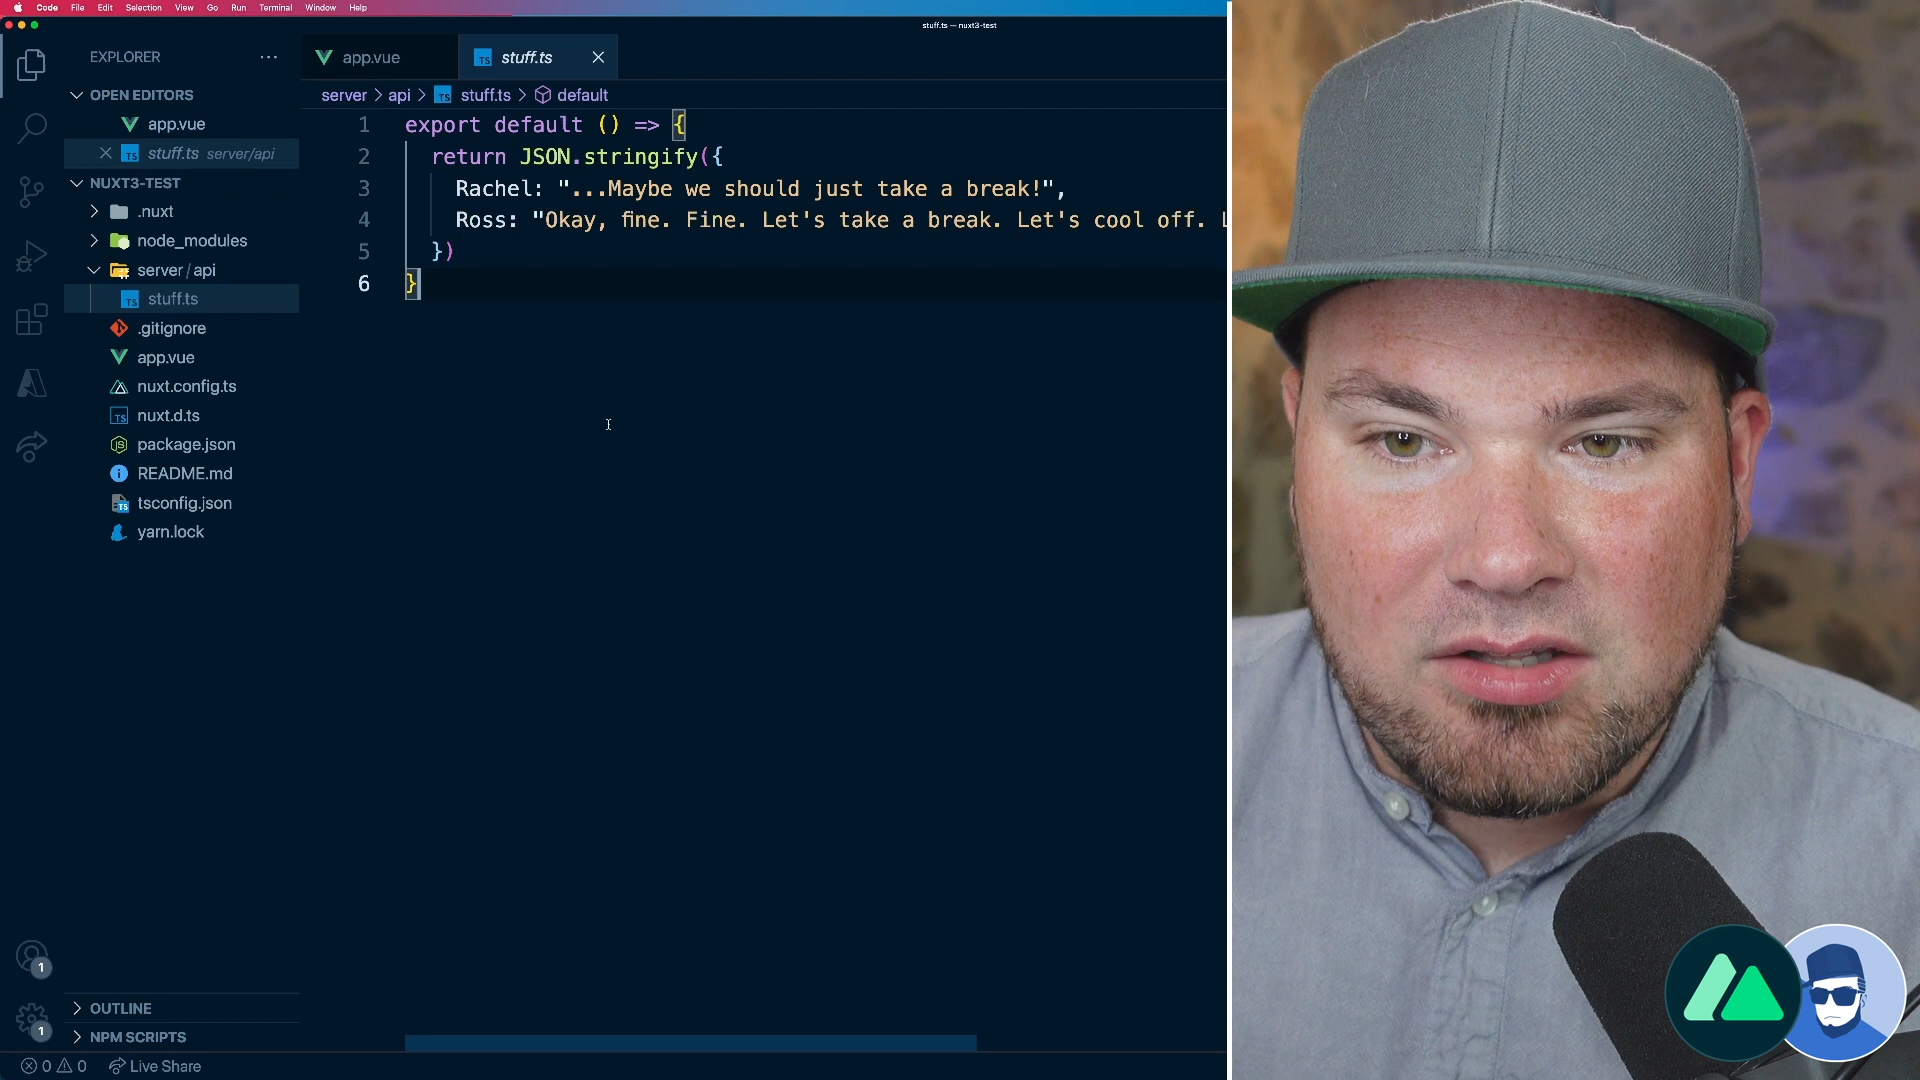 Code File Edit Selection View Go Run Terminal Window Help
stuff.ts — nuxt3-test
EXPLORER
OPEN EDITORS
app.vue
stuff.ts server/api
NUXT3-TEST
.nuxt
node_modules
server/api
stuff.ts
.gitignore
app.vue
nuxt.config.ts
nuxt.d.ts
package.json
README.md
tsconfig.json
yarn.lock
OUTLINE
NPM SCRIPTS
app.vue
stuff.ts
server > api > TS stuff.ts > default
1 export default () => {
2 return JSON.stringify({
3 Rachel: "...Maybe we should just take a break!",
4 Ross: "Okay, fine. Fine. Let's take a break. Let's cool off.
5 })
6 }
1
1
0 0 Live Share